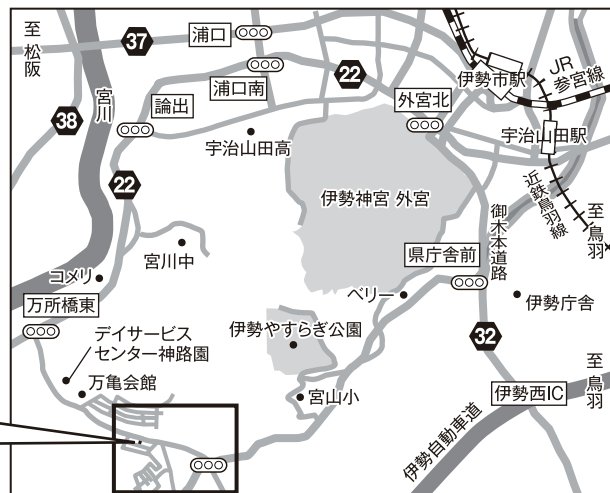 至松阪
37
浦口
浦口南
22
38
宮川
論出
宇治山田高
外宮北
伊勢市駅
JR
参宮線
宇治山田駅
近鉄鳥羽線
至鳥羽
伊勢神宮 外宮
御木本道路
22
宮川中
コメリ
万所橋東
県庁舎前
ベリー
伊勢庁舎
32
デイサービス
センター神路園
万亀会館
伊勢やすらぎ公園
宮山小
伊勢西IC
至鳥羽
伊勢自動車道